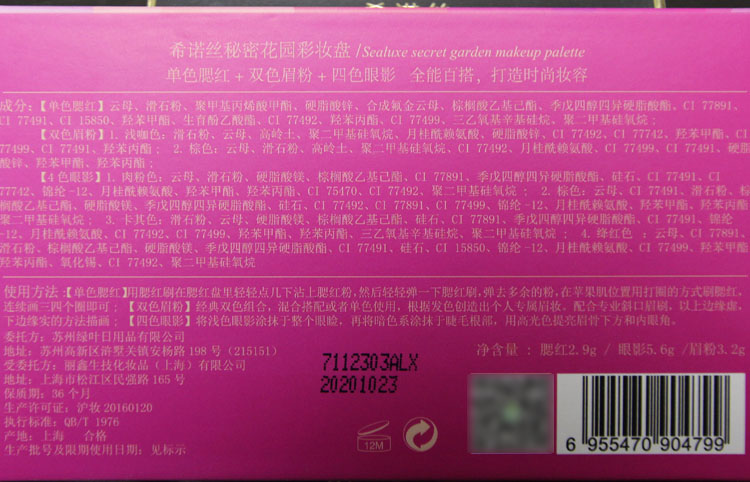 希诺丝秘密花园彩妆盘/Sealuxe secret garden makeup palette
单色腮红+双色眉粉+四色眼影 全能百搭,打造时尚妆容
成分:【单色腮红】云母、滑石粉、聚甲基丙烯酸甲酯、硬脂酸锌、合成氟金云母、棕榈酸乙基己酯、季戊四醇四异硬脂酸酯、CI 77891、
CI 77491、CI 15850、羟苯甲酯、生育酚乙酸酯、CI 77492、羟苯丙酯、CI 77499、三乙氧基辛基硅烷、聚二甲基硅氧烷;
【双色眉粉】1. 浅咖色:滑石粉、云母、高岭土、聚二甲基硅氧烷、月桂酰赖氨酸、硬脂酸锌、CI 77492、CI 77742、羟苯甲酯、CI
77499、CI 77491、羟苯丙酯; 2. 棕色:云母、滑石粉、高岭土、聚二甲基硅氧烷、CI 77492、月桂酰赖氨酸、CI 77499、CI 77491、硬脂
酸锌、羟苯甲酯、羟苯丙酯;
【4色眼影】1. 肉粉色:云母、滑石粉、硬脂酸镁、棕榈酸乙基己酯、CI 77891、季戊四醇四异硬脂酸酯、硅石、CI 77491、CI
77742、锦纶-12、月桂酰赖氨酸、羟苯甲酯、羟苯丙酯、CI 75470、CI 77492、聚二甲基硅氧烷; 2. 棕色:云母、CI 77491、滑石粉、棕
榈酸乙基己酯、硬脂酸镁、季戊四醇四异硬脂酸酯、硅石、CI 77492、CI 77891、CI 77499、锦纶-12、月桂酰赖氨酸、羟苯甲酯、羟苯丙酯、
聚二甲基硅氧烷; 3. 卡其色:滑石粉、云母、硬脂酸镁、棕榈酸乙基己酯、硅石、CI 77891、季戊四醇四异硬脂酸酯、CI 77491、锦纶
-12、月桂酰赖氨酸、CI 77492、CI 77499、羟苯甲酯、羟苯丙酯、三乙氧基辛基硅烷、聚二甲基硅氧烷; 4. 绛红色 :云母、CI 77891、
滑石粉、棕榈酸乙基己酯、硬脂酸镁、季戊四醇四异硬脂酸酯、CI 77491、硅石、CI 15850、锦纶-12、月桂酰赖氨酸、CI 77499、羟苯甲酯、
羟苯丙酯、氧化锡、CI 77492、聚二甲基硅氧烷
使用方法:【单色腮红】用腮红刷在腮红盘里轻轻点几下沾上腮红粉,然后轻轻弹一下腮红刷,弹去多余的粉,在苹果肌位置用打圈的方式刷腮红,
连续画三四个圈即可;【双色眉粉】经典双色组合,混合搭配或者单色使用,根据发色创造出个人专属眉妆。配合专业斜口眉刷,以上边缘虚,
下边缘实的方法描画;【四色眼影】将浅色眼影涂抹于整个眼睑,再将暗色系涂抹于睫毛根部,用高光色提亮眉骨下方和内眼角。
委托方:苏州绿叶日用品有限公司
地址:苏州高新区浒墅关镇安杨路 198 号(215151)
受委托方:丽鑫生技化妆品(上海)有限公司
地址:上海市松江区民强路 165 号
保质期:36 个月
生产许可证:沪妆 20160120
执行标准:QB/T 1976
产地:上海 合格
生产批号及限期使用日期:见标示
净含量:腮红2.9g / 眼影5.6g /眉粉3.2g
7112303ALX
20201023
12M
6 955470 904799